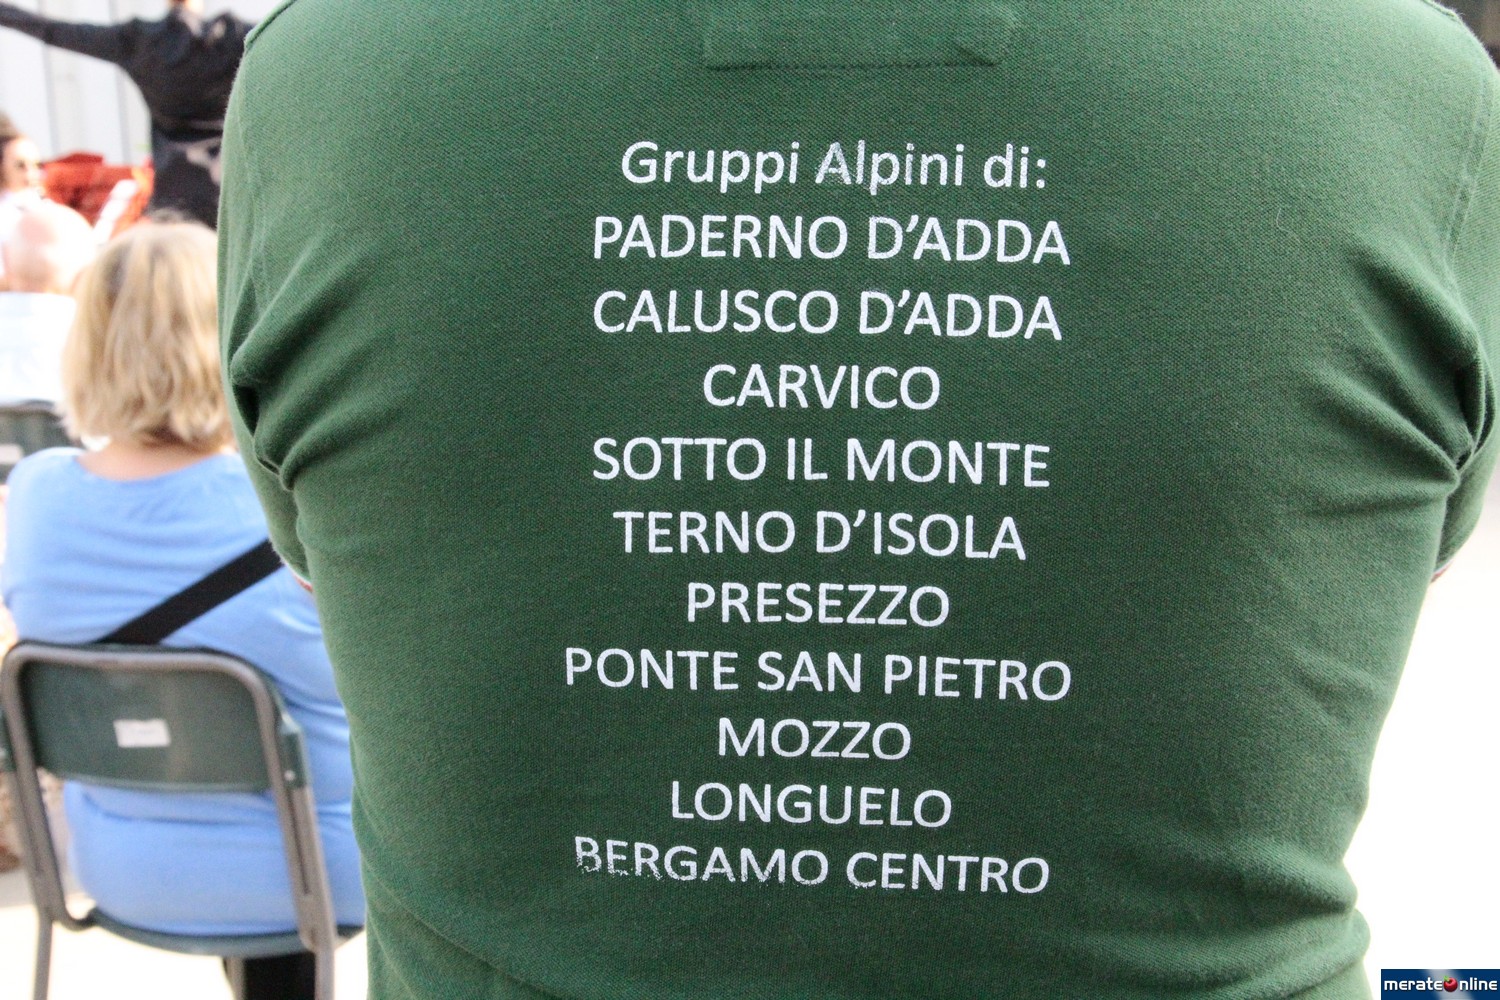 Gruppi Alpini di:
PADERNO D’ADDA
CALUSCO D’ADDA
CARVICO
SOTTO IL MONTE
TERNO D’ISOLA
PRESEZZO
PONTE SAN PIETRO
MOZZO
LONGUELO
BERGAMO CENTRO
merateonline